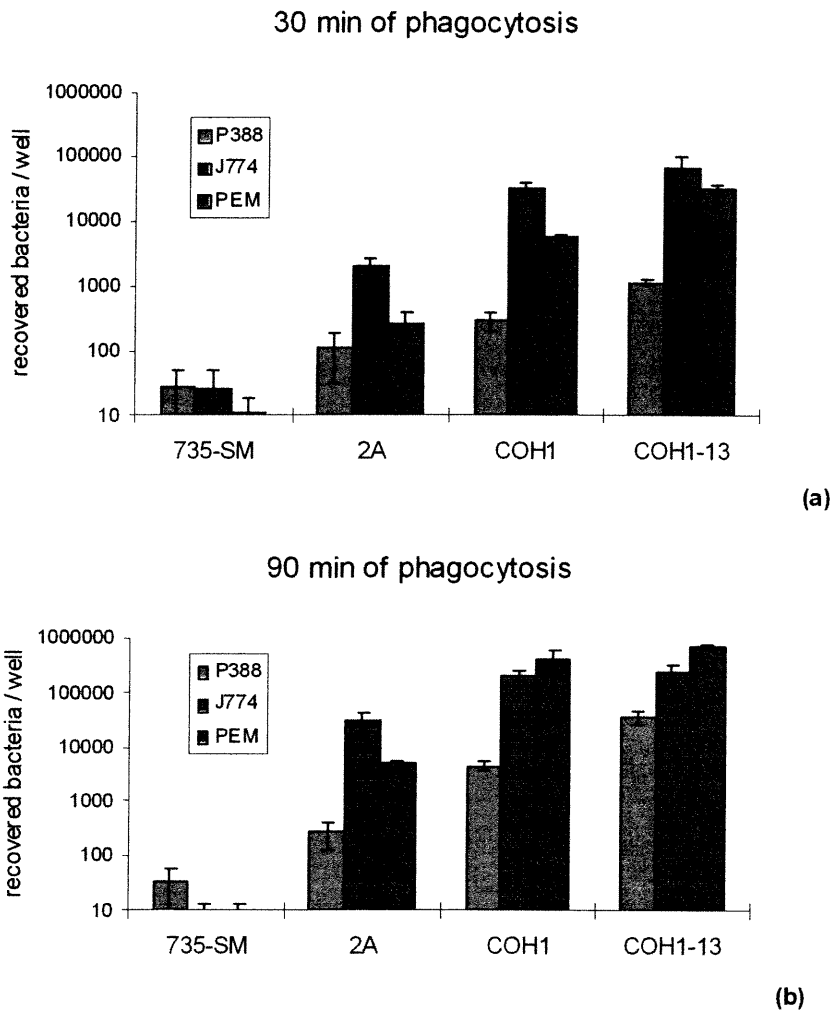 30 min of phagocytosis
recovered bacteria / well
1000000
100000
10000
1000
100
10
P388
J774
PEM
735-SM
2A
COH1
COH1-13
(a)
90 min of phagocytosis
recovered bacteria / well
1000000
100000
10000
1000
100
10
P388
J774
PEM
735-SM
2A
COH1
COH1-13
(b)